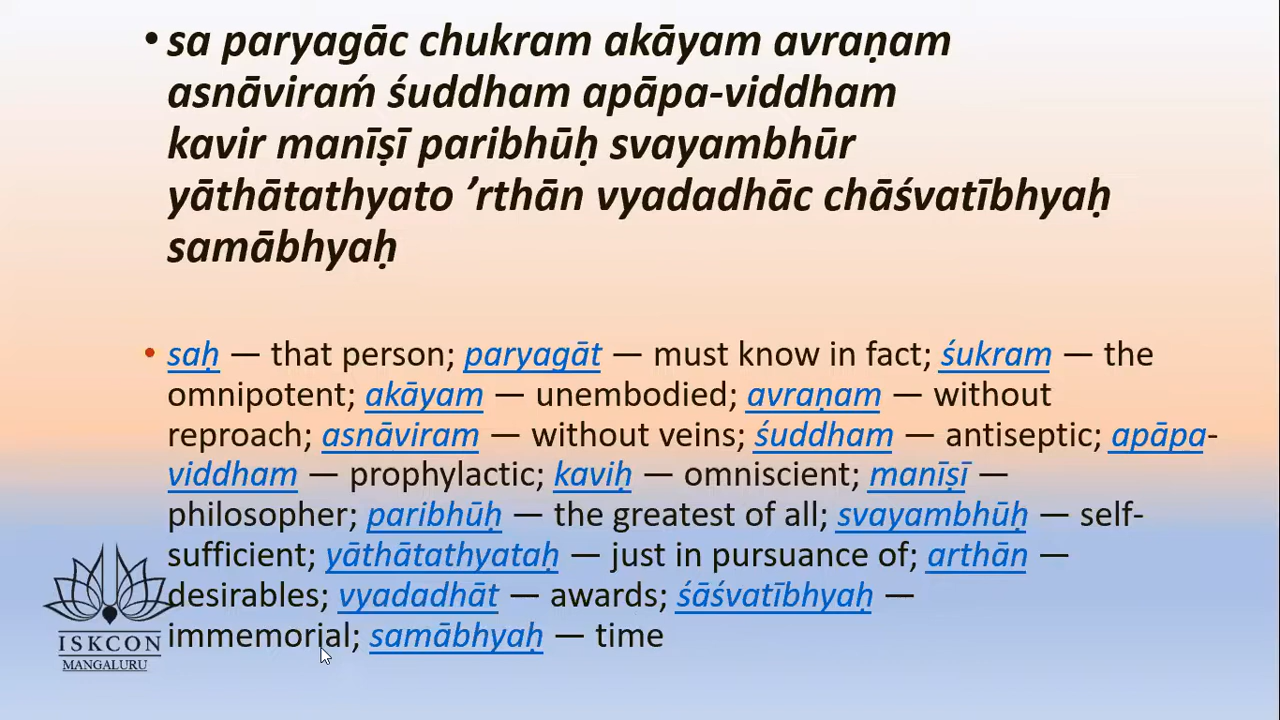 • sa paryagāc chukram akāyam avraṇam
asnāviraḿ śuddham apāpa-viddham
kavir manīṣī paribhūḥ svayambhūr
yāthātathyato ’rthān vyadadhāc chāśvatībhyaḥ
samābhyaḥ
• saḥ — that person; paryagāt — must know in fact; śukram — the
omnipotent; akāyam — unembodied; avraṇam — without
reproach; asnāviram — without veins; śuddham — antiseptic; apāpa-
viddham — prophylactic; kaviḥ — omniscient; manīṣī —
philosopher; paribhūḥ — the greatest of all; svayambhūḥ — self-
sufficient; yāthātathyataḥ — just in pursuance of; arthān —
desirables; vyadadhāt — awards; śāśvatībhyaḥ —
immemorial; samābhyaḥ — time
ISKCON
MANGALURU